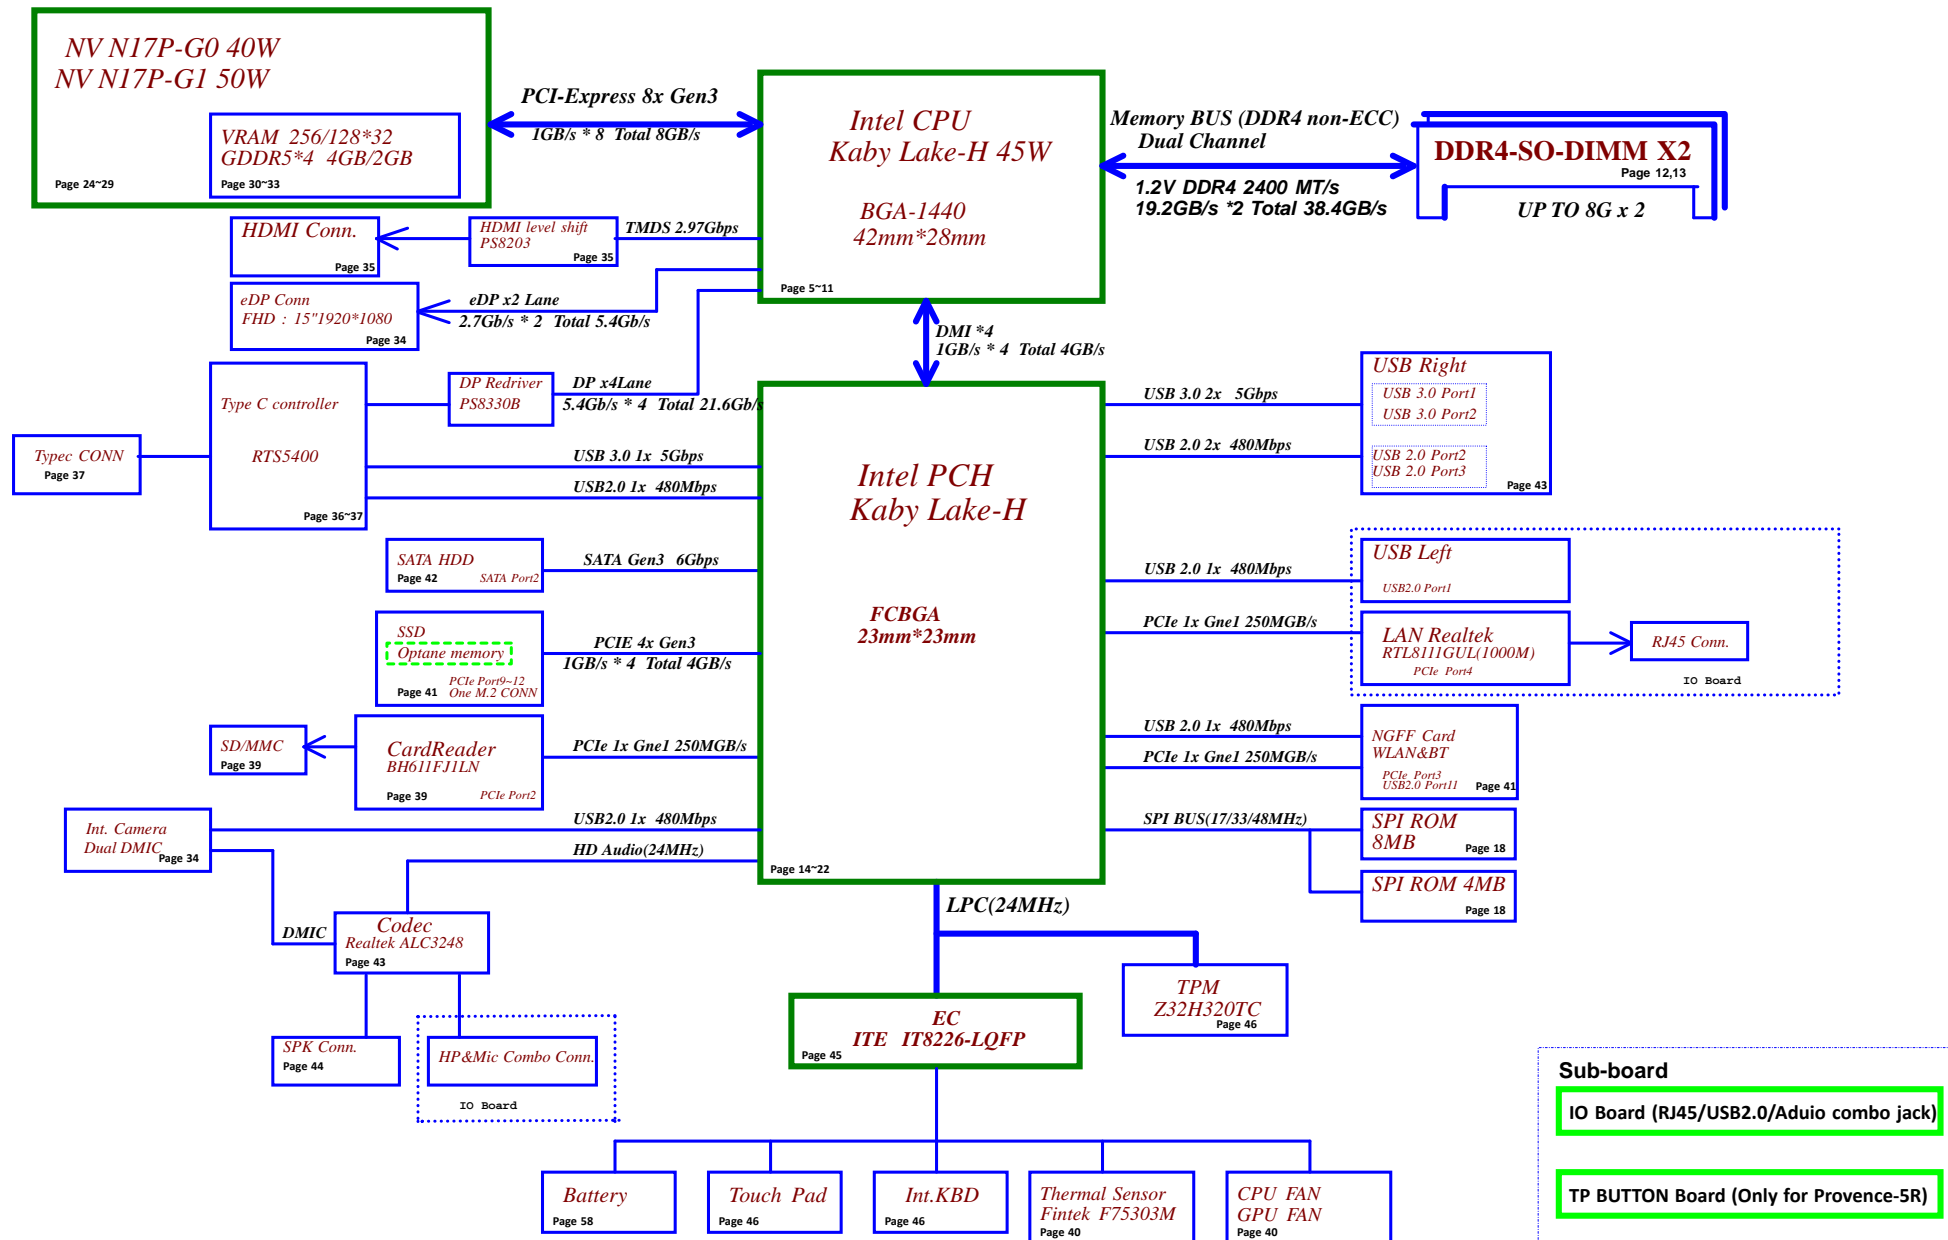 NV N17P-G0 40W
NV N17P-G1 50W
VRAM 256/128*32
GDDR5*4 4GB/2GB
Page 24~29
Page 30~33
PCI-Express 8x Gen3
1GB/s * 8 Total 8GB/s
Intel CPU
Kaby Lake-H 45W
BGA-1440
42mm*28mm
Page 5~11
Memory BUS (DDR4 non-ECC)
Dual Channel
1.2V DDR4 2400 MT/s
19.2GB/s *2 Total 38.4GB/s
DDR4-SO-DIMM X2
Page 12,13
UP TO 8G x 2
HDMI Conn.
Page 35
HDMI level shift
PS8203
Page 35
TMDS 2.97Gbps
eDP Conn
FHD : 15"1920*1080
Page 34
eDP x2 Lane
2.7Gb/s * 2 Total 5.4Gb/s
DMI *4
1GB/s * 4 Total 4GB/s
Type C controller
RTS5400
Page 36~37
DP Redriver
PS8330B
DP x4Lane
5.4Gb/s * 4 Total 21.6Gb/s
Typec CONN
Page 37
USB 3.0 1x 5Gbps
USB2.0 1x 480Mbps
Intel PCH
Kaby Lake-H
FCBGA
23mm*23mm
Page 14~22
USB 3.0 2x 5Gbps
USB 2.0 2x 480Mbps
USB Right
USB 3.0 Port1
USB 3.0 Port2
USB 2.0 Port2
USB 2.0 Port3
Page 43
SATA HDD
Page 42
SATA Port2
SATA Gen3 6Gbps
USB 2.0 1x 480Mbps
USB Left
USB2.0 Port1
SSD
Optane memory
PCIe Port9~12
Page 41
One M.2 CONN
PCIE 4x Gen3
1GB/s * 4 Total 4GB/s
PCIe 1x Gne1 250MGB/s
LAN Realtek
RTL8111GUL(1000M)
PCIe Port4
RJ45 Conn.
IO Board
SD/MMC
Page 39
CardReader
BH611FJ1LN
Page 39
PCIe Port2
PCIe 1x Gne1 250MGB/s
USB 2.0 1x 480Mbps
PCIe 1x Gne1 250MGB/s
NGFF Card
WLAN&BT
PCIe Port3
USB2.0 Port11
Page 41
Int. Camera
Dual DMIC
Page 34
USB2.0 1x 480Mbps
HD Audio(24MHz)
SPI BUS(17/33/48MHz)
SPI ROM
8MB
Page 18
SPI ROM 4MB
Page 18
DMIC
Codec
Realtek ALC3248
Page 43
LPC(24MHz)
TPM
Z32H320TC
Page 46
EC
ITE IT8226-LQFP
Page 45
SPK Conn.
Page 44
HP&Mic Combo Conn.
IO Board
Battery
Page 58
Touch Pad
Page 46
Int.KBD
Page 46
Thermal Sensor
Fintek F75303M
Page 40
CPU FAN
GPU FAN
Page 40
Sub-board
IO Board (RJ45/USB2.0/Aduio combo jack)
TP BUTTON Board (Only for Provence-5R)